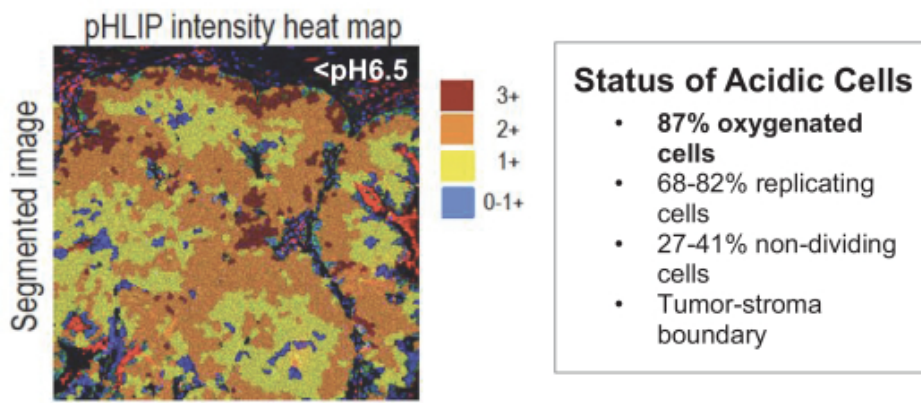 pHLIP intensity heat map
Segmented image
<pH6.5
3+
2+
1+
0-1+
Status of Acidic Cells
• 87% oxygenated
cells
• 68-82% replicating
cells
• 27-41% non-dividing
cells
• Tumor-stroma
boundary